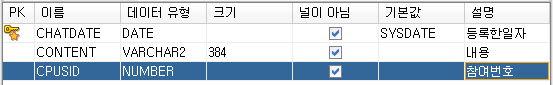 PK 이름 데이터 유형 크기 널이 아님 기본값 설명
CHATDATE DATE SYSDATE 등록한일자
CONTENT VARCHAR2 384 내용
CPUSID NUMBER 참여번호